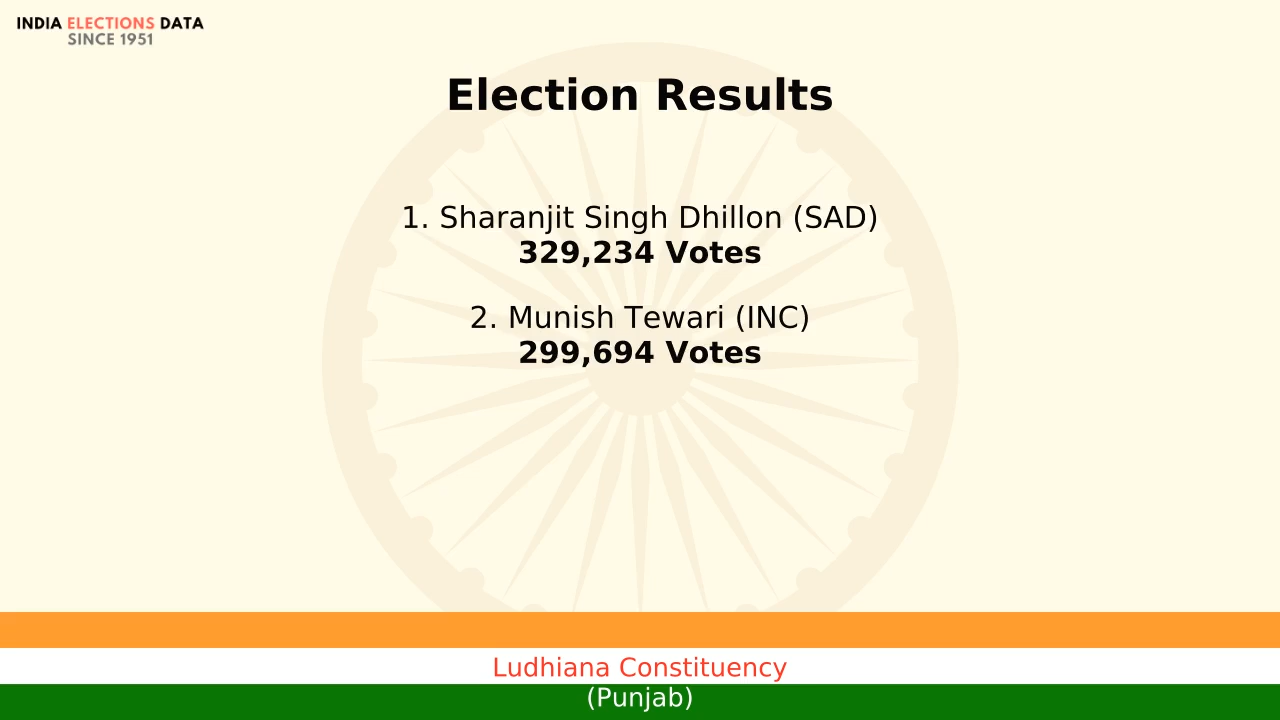 INDIA ELECTIONS DATA
SINCE 1951
Election Results
1. Sharanjit Singh Dhillon (SAD)
329,234 Votes
2. Munish Tewari (INC)
299,694 Votes
Ludhiana Constituency
(Punjab)